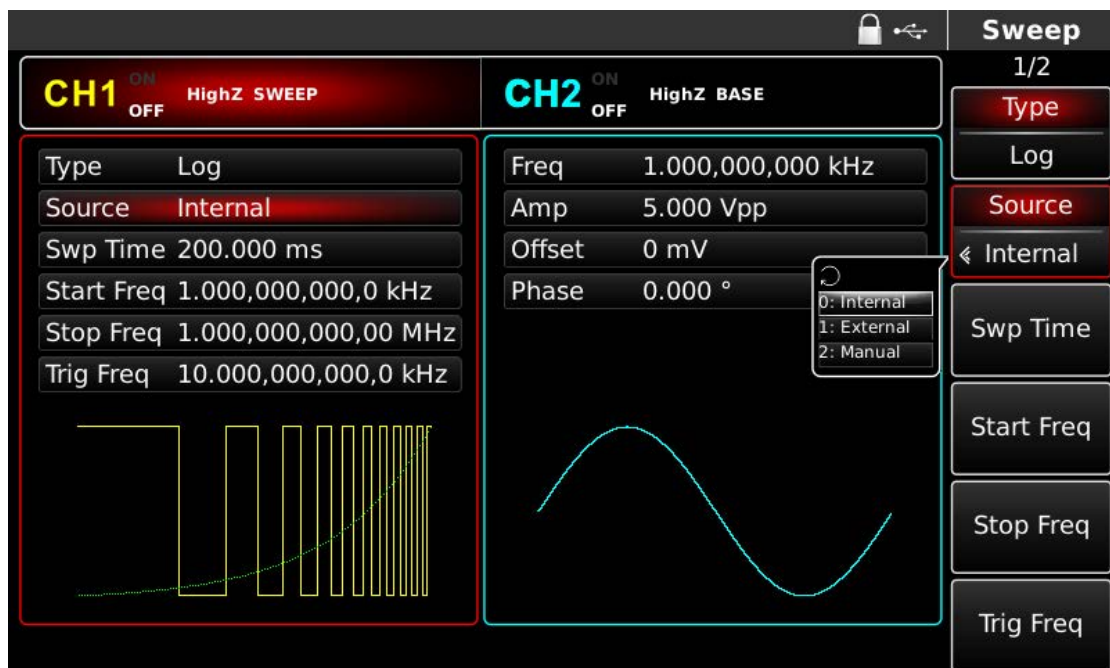 Sweep
1/2
CH1 ON OFF HighZ SWEEP
CH2 ON OFF HighZ BASE
Type Log
Source Internal
Swp Time 200.000 ms
Start Freq 1.000,000,000,0 kHz
Stop Freq 1.000,000,000,00 MHz
Trig Freq 10.000,000,000,0 kHz
Freq 1.000,000,000 kHz
Amp 5.000 Vpp
Offset 0 mV
Phase 0.000 °
0: Internal
1: External
2: Manual
Type
Log
Source
Internal
Swp Time
Start Freq
Stop Freq
Trig Freq